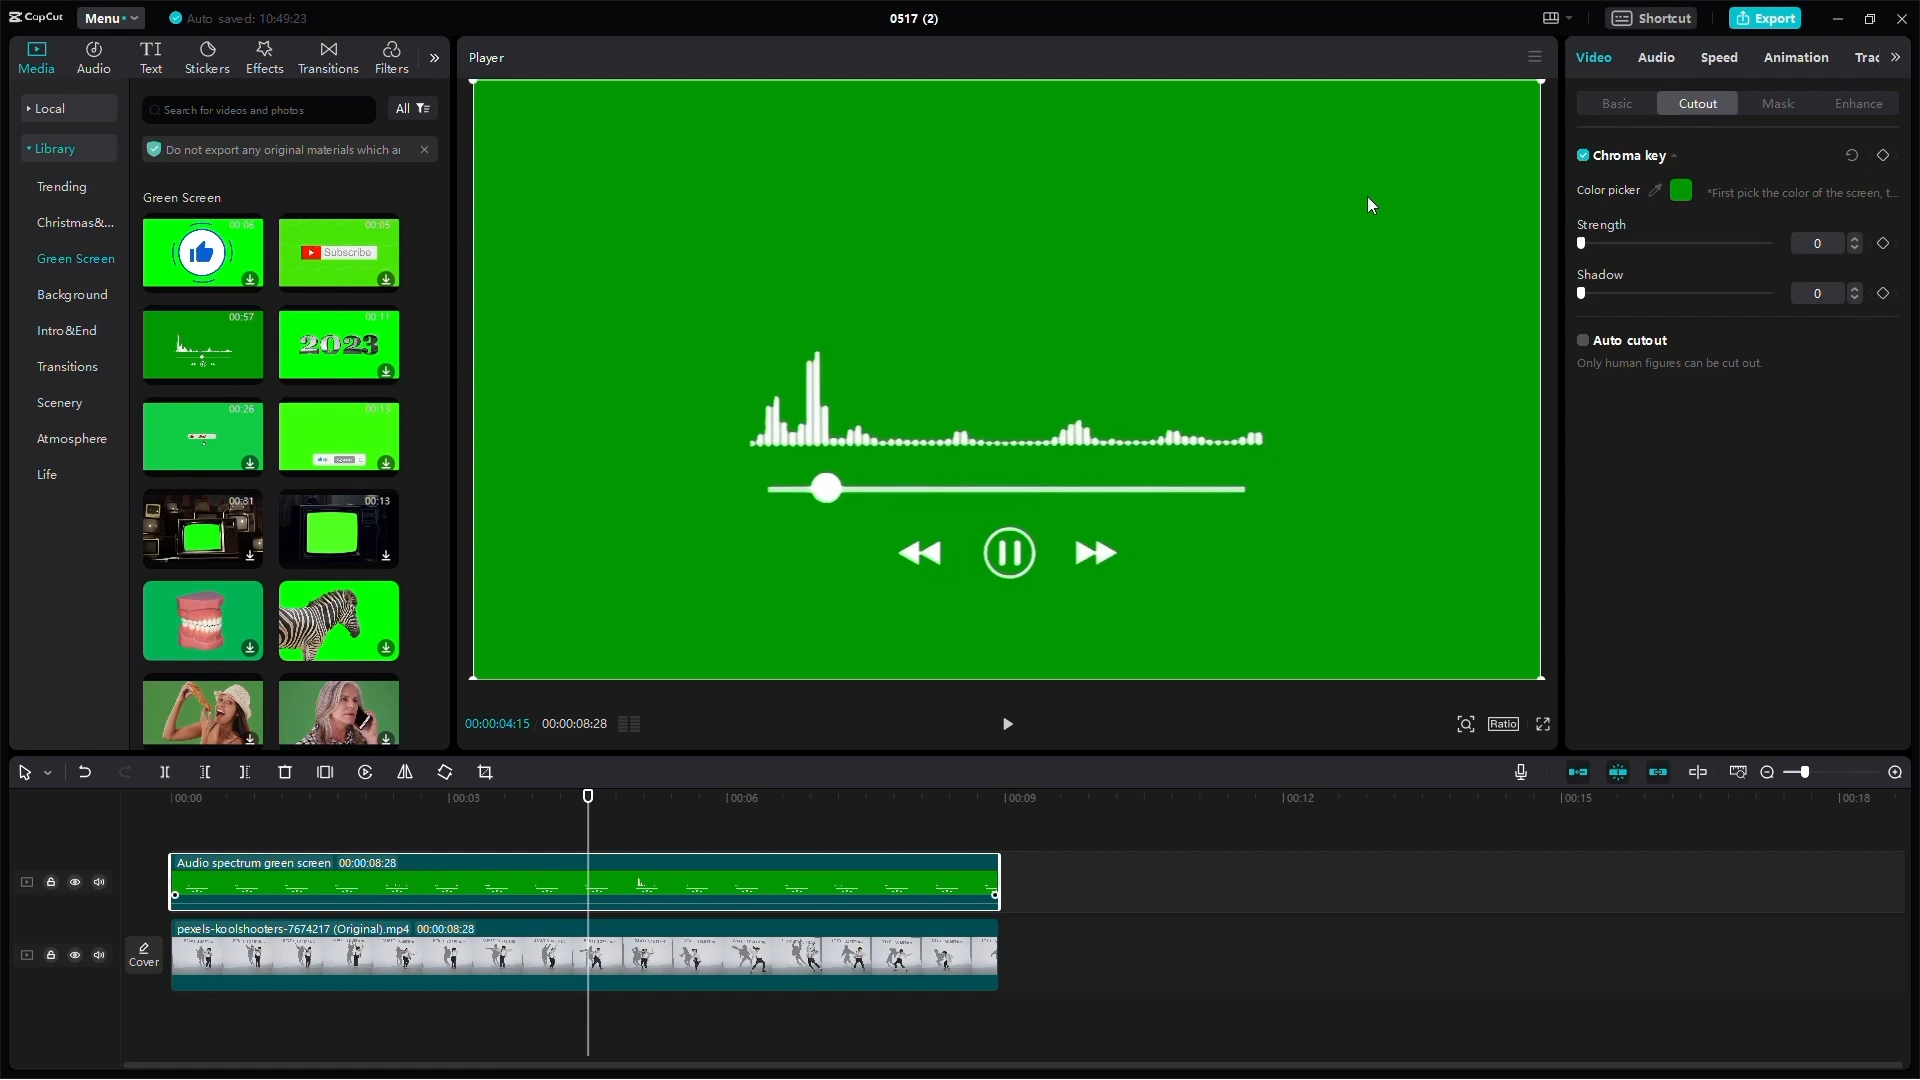 CapCut
Menu
Auto saved: 10:49:23
0517 (2)
Shortcut
Export
Media
Audio
Text
Stickers
Effects
Transitions
Filters
Local
Library
Trending
Christmas&...
Green Screen
Background
Intro&End
Transitions
Scenery
Atmosphere
Life
Search for videos and photos
All
Do not export any original materials which ar
Green Screen
00:06
00:05
Subscribe
00:57
00:11
2023
00:26
00:13
00:31
00:13
Player
00:00:04:15
00:00:08:28
Ratio
Video
Audio
Speed
Animation
Trac
Basic
Cutout
Mask
Enhance
Chroma key
Color picker
*First pick the color of the screen, t...
Strength
0
Shadow
0
Auto cutout
Only human figures can be cut out.
00:00
00:03
00:06
00:09
00:12
00:15
00:18
Audio spectrum green screen 00:00:08:28
Cover
pexels-koolshooters-7674217 (Original).mp4 00:00:08:28